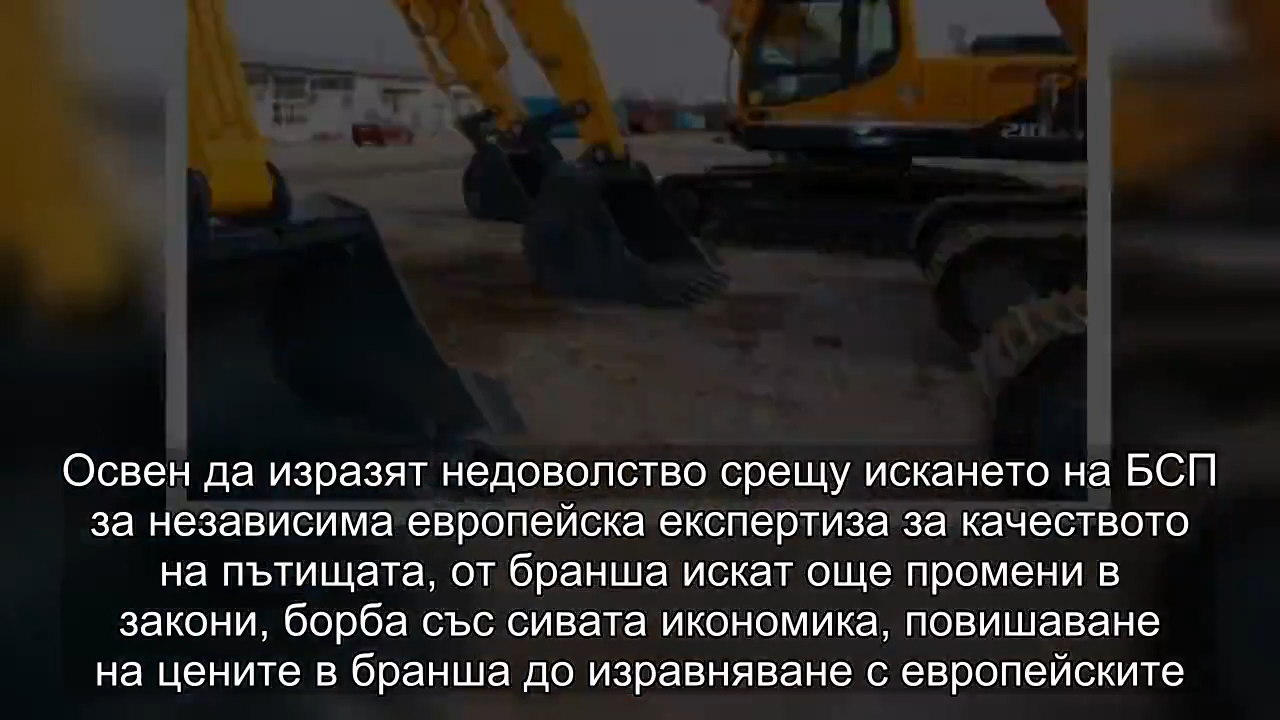 210
Освен да изразят недоволство срещу искането на БСП
за независима европейска експертиза за качеството
на пътищата, от бранша искат още промени в
закони, борба със сивата икономика, повишаване
на цените в бранша до изравняване с европейските